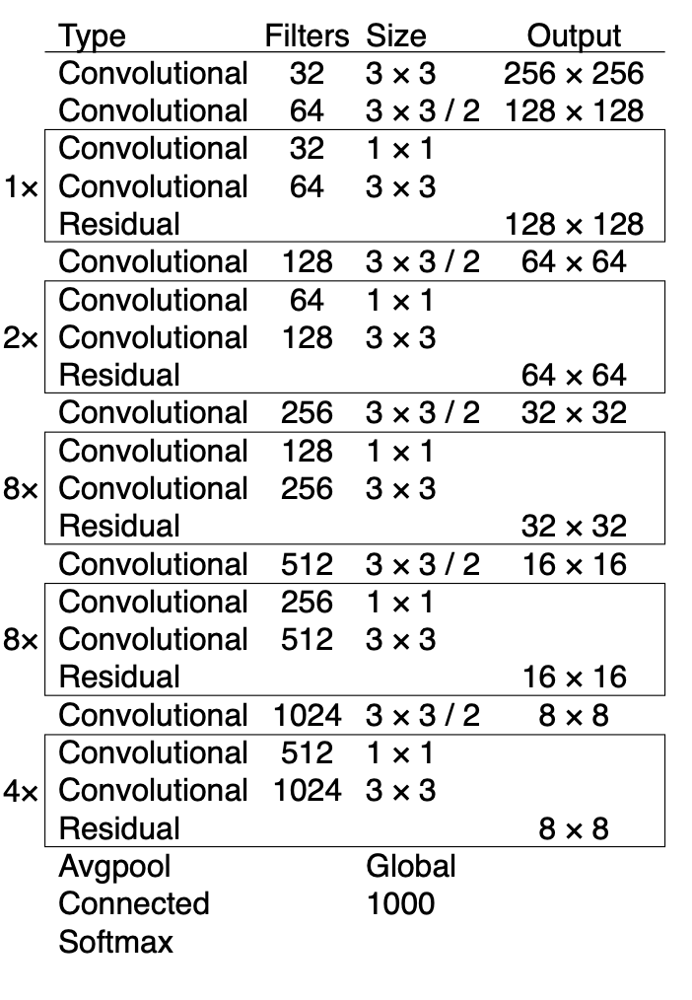 Type Filters Size Output
Convolutional 32 3 × 3 256 × 256
Convolutional 64 3 × 3 / 2 128 × 128
Convolutional 32 1 × 1
1× Convolutional 64 3 × 3
Residual 128 × 128
Convolutional 128 3 × 3 / 2 64 × 64
Convolutional 64 1 × 1
2× Convolutional 128 3 × 3
Residual 64 × 64
Convolutional 256 3 × 3 / 2 32 × 32
Convolutional 128 1 × 1
8× Convolutional 256 3 × 3
Residual 32 × 32
Convolutional 512 3 × 3 / 2 16 × 16
Convolutional 256 1 × 1
8× Convolutional 512 3 × 3
Residual 16 × 16
Convolutional 1024 3 × 3 / 2 8 × 8
Convolutional 512 1 × 1
4× Convolutional 1024 3 × 3
Residual 8 × 8
Avgpool Global
Connected 1000
Softmax